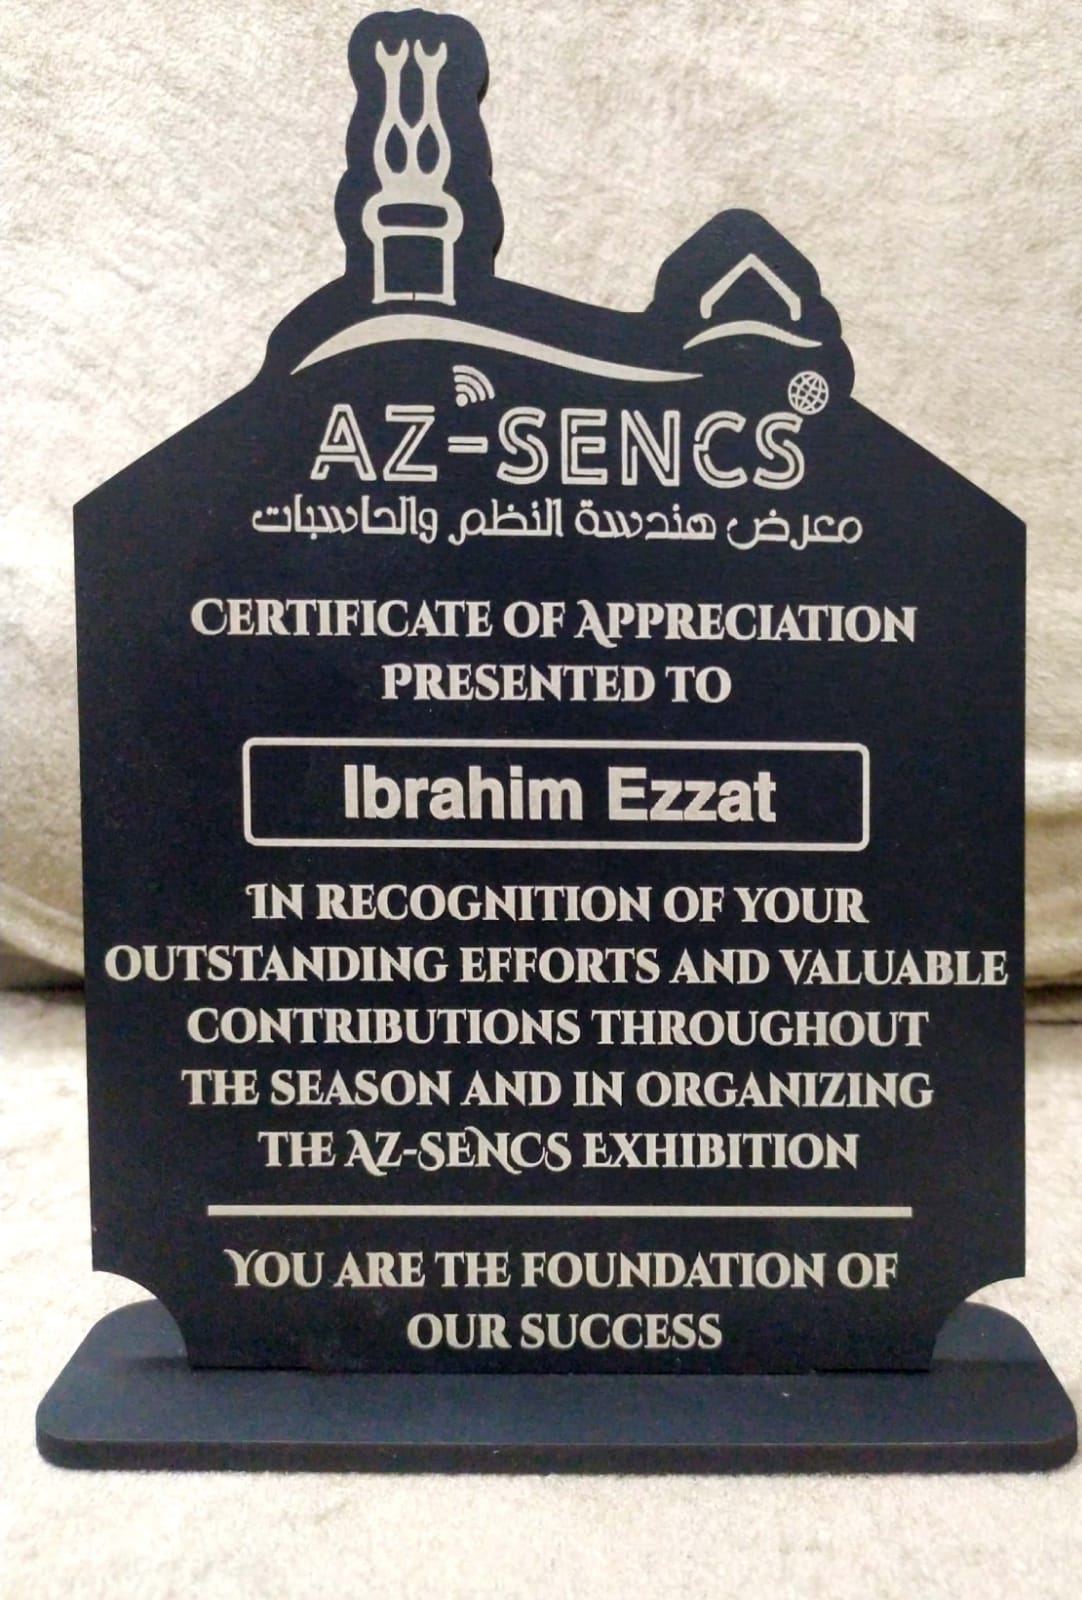 AZ-SENCS
معرض هندسة النظم والحاسبات
CERTIFICATE OF APPRECIATION
PRESENTED TO
Ibrahim Ezzat
IN RECOGNITION OF YOUR
OUTSTANDING EFFORTS AND VALUABLE
CONTRIBUTIONS THROUGHOUT
THE SEASON AND IN ORGANIZING
THE AZ-SENCS EXHIBITION
YOU ARE THE FOUNDATION OF
OUR SUCCESS